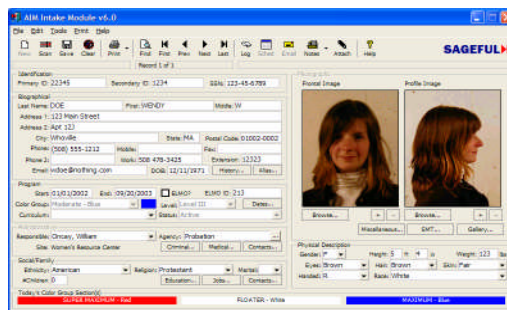 AIM Intake Module v6.0
File Edit Tools Print Help
New Scan Save Clear Print Find First Prev Next Last Log Sched Email Notes Attach Help
SAGEFUL
Record 1 of 1
Identification
Primary ID: 22345 Secondary ID: 1234 SSN: 123-45-6789
Biographical
Last Name: DOE First: WENDY Middle: W
Address 1: 123 Main Street
Address 2: Apt 123
City: Whoville State: MA Postal Code: 01002-0002
Phone: (508) 555-1212 Mobile: Fax:
Phone 2: Work: 508 478-3425 Extension: 12323
Email: wdoe@nothing.com DOB: 12/11/1971 History... Alias...
Program
Start: 01/01/2002 End: 09/20/2003 ELMO? ELMO ID: 213
Color Group: Moderate - Blue Level: Level III Dates...
Curriculum: Status: Active
Responsible: Gincay, William Agency: Probation ...
Site: Women's Resource Center Criminal... Medical... Contacts...
Social/Family
Ethnicity: American Religion: Protestant Marital:
#Children: 0 Education... Jobs... Contacts...
Photographs
Frontal Image Profile Image
Browse... + - Browse... + -
Miscellaneous... SMT... Gallery...
Physical Description
Gender: F Height: 5 ft 4 in Weight: 123 lbs
Eyes: Brown Hair: Brown Skin: Fair
Handed: R Race: White
Today's Color Group Section(s)
SUPER MAXIMUM - Red FLOATER - White MAXIMUM - Blue